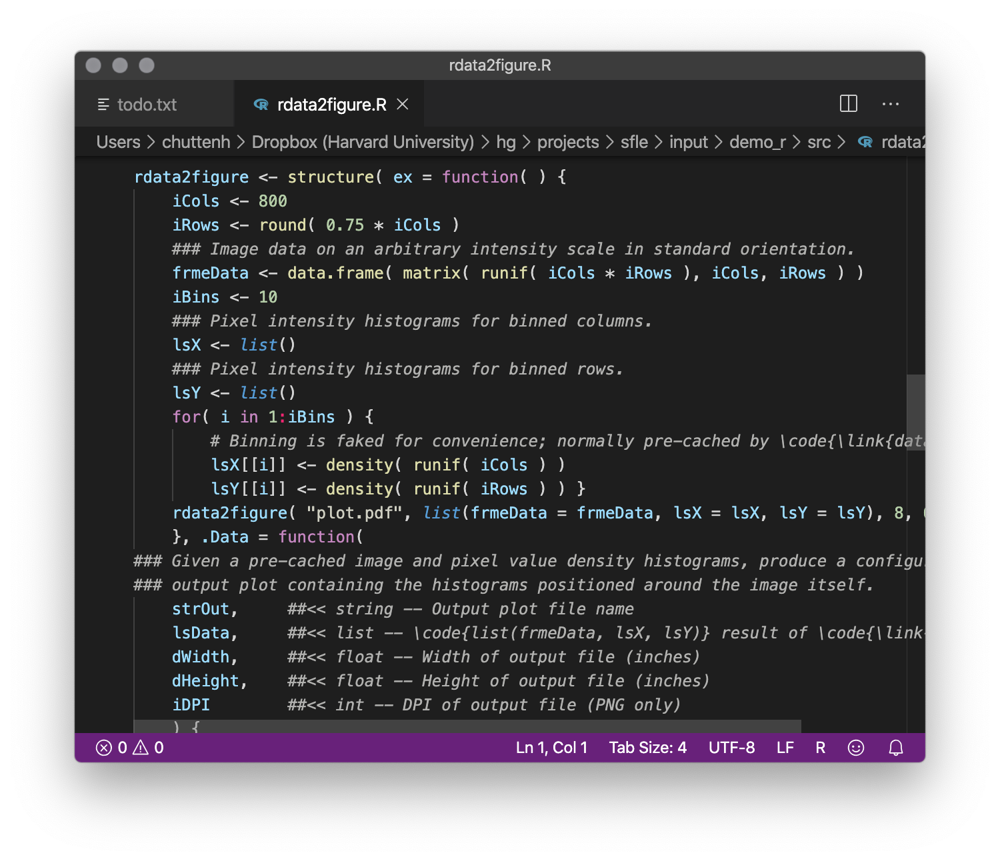 rdata2figure.R
todo.txt rdata2figure.R
Users > chuttenh > Dropbox (Harvard University) > hg > projects > sfle > input > demo_r > src > rdata2
rdata2figure <- structure( ex = function( ) {
iCols <- 800
iRows <- round( 0.75 * iCols )
### Image data on an arbitrary intensity scale in standard orientation.
frmeData <- data.frame( matrix( runif( iCols * iRows ), iCols, iRows ) )
iBins <- 10
### Pixel intensity histograms for binned columns.
lsX <- list()
### Pixel intensity histograms for binned rows.
lsY <- list()
for( i in 1:iBins ) {
# Binning is faked for convenience; normally pre-cached by \code{\link{data
lsX[[i]] <- density( runif( iCols ) )
lsY[[i]] <- density( runif( iRows ) ) }
rdata2figure( "plot.pdf", list(frmeData = frmeData, lsX = lsX, lsY = lsY), 8,
}, .Data = function(
### Given a pre-cached image and pixel value density histograms, produce a configu
### output plot containing the histograms positioned around the image itself.
strOut, ##<< string -- Output plot file name
lsData, ##<< list -- \code{list(frmeData, lsX, lsY)} result of \code{\link
dWidth, ##<< float -- Width of output file (inches)
dHeight, ##<< float -- Height of output file (inches)
iDPI ##<< int -- DPI of output file (PNG only)
) {
0 0 Ln 1, Col 1 Tab Size: 4 UTF-8 LF R